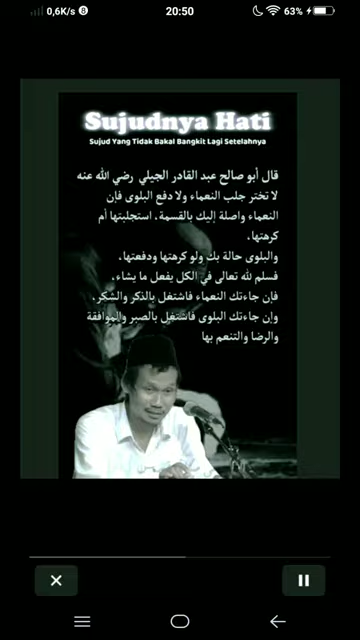 0,6K/s 8
20:50
63%
Sujudnya Hati
Sujud Yang Tidak Bakal Bangkit Lagi Setelahnya
قال أبو صالح عبد القادر الجيلي رضي الله عنه
لا تختر جلب النعماء ولا دفع البلوى فإن
النعماء واصلة إليك بالقسمة، استجلبتها أم
كرهتها،
والبلوى حالة بك ولو كرهتها ودفعتها،
فسلم لله تعالى في الكل يفعل ما يشاء،
فإن جاءتك النعماء فاشتغل بالذكر والشكر،
وإن جاءتك البلوى فاشتغل بالصبر والموافقة
والرضا والتنعم بها